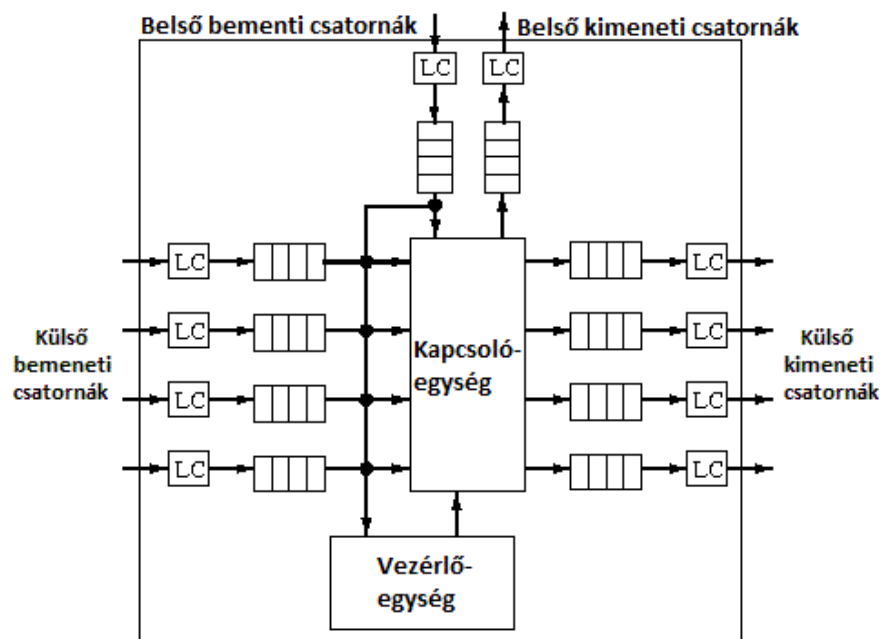 Belső bementi csatornák
Belső kimeneti csatornák
LC
LC
LC
LC
LC
LC
LC
LC
LC
LC
Külső
bemeneti
csatornák
Kapcsoló-
egység
Külső
kimeneti
csatornák
Vezérlő-
egység